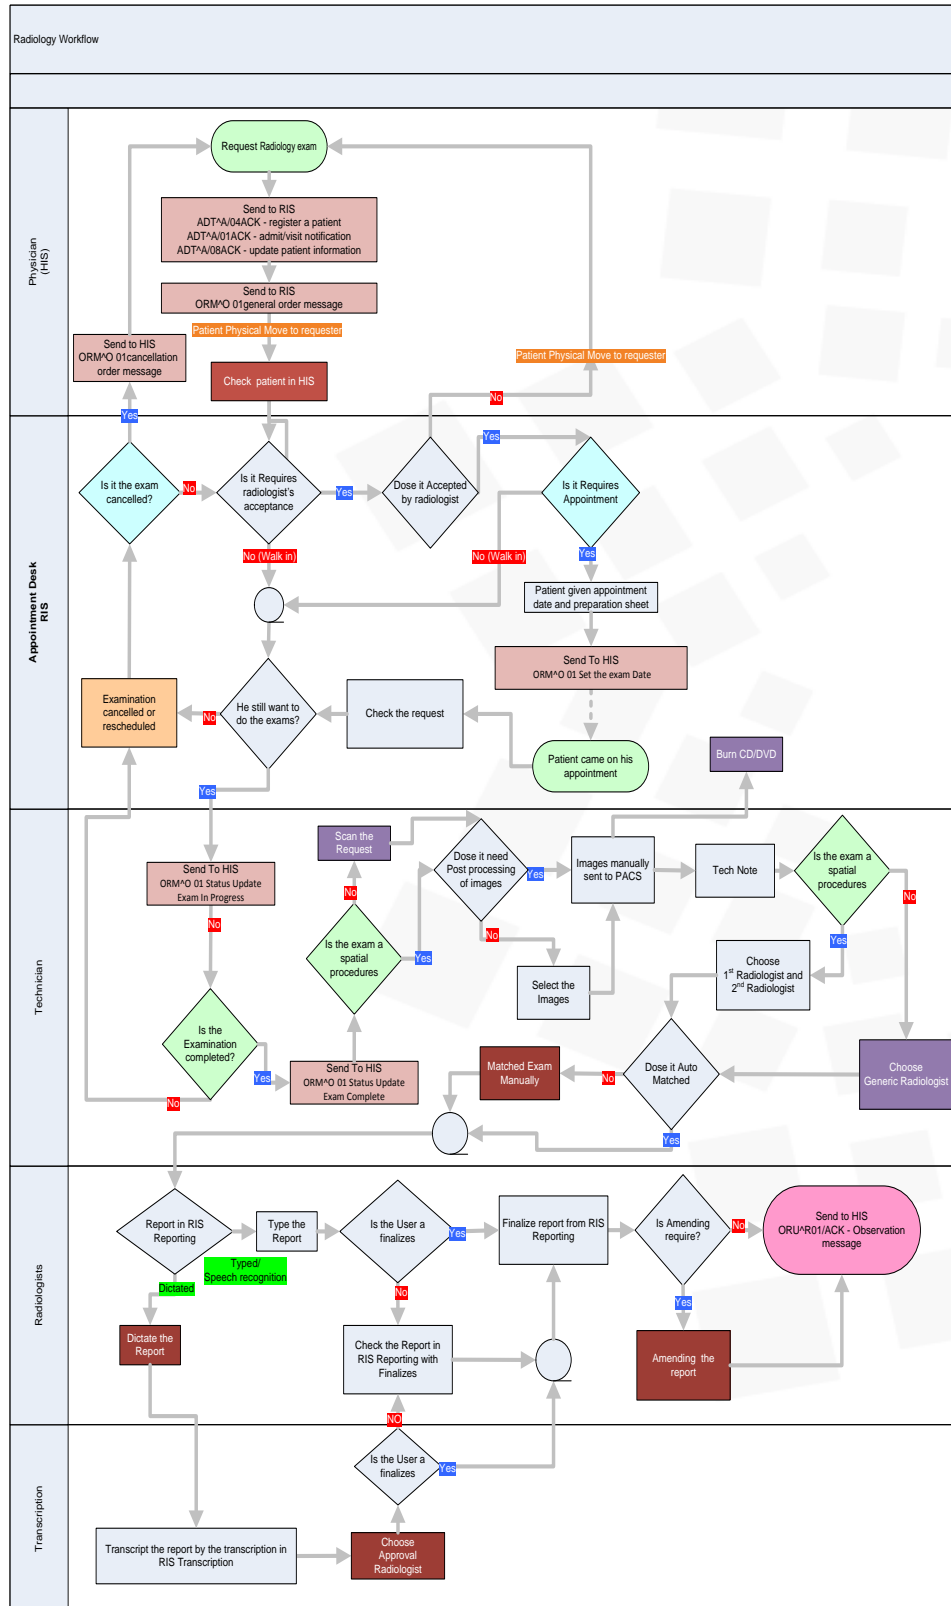 Radiology Workflow
Physician
(HIS)
Request Radiology exam
Send to RIS
ADT^A/04ACK - register a patient
ADT^A/01ACK - admit/visit notification
ADT^A/08ACK - update patient information
Send to RIS
ORM^O 01general order message
Patient Physical Move to requester
Send to HIS
ORM^O 01cancellation
order message
Check  patient in HIS
Patient Physical Move to requester
No
Yes
Appointment Desk
RIS
Is it the exam
cancelled?
No
Is it Requires
radiologist's
acceptance
Yes
Dose it Accepted
by radiologist
Yes
Is it Requires
Appointment
No (Walk in)
No (Walk in)
Yes
Patient given appointment
date and preparation sheet
Send To HIS
ORM^O 01 Set the exam Date
Examination
cancelled or
rescheduled
No
He still want to
do the exams?
Check the request
Patient came on his
appointment
Burn CD/DVD
Yes
Technician
Send To HIS
ORM^O 01 Status Update
Exam In Progress
No
Is the
Examination
completed?
Yes
No
Send To HIS
ORM^O 01 Status Update
Exam Complete
Scan the
Request
No
Is the exam a
spatial
procedures
Yes
Dose it need
Post processing
of images
Yes
No
Select the
Images
Images manually
sent to PACS
Tech Note
Is the exam a
spatial
procedures
No
Yes
Choose
1st Radiologist and
2nd Radiologist
Choose
Generic Radiologist
Dose it Auto
Matched
No
Matched Exam
Manually
Yes
Radiologists
Report in RIS
Reporting
Type the
Report
Typed/
Speech recognition
Dictated
Dictate the
Report
Is the User a
finalizes
Yes
No
Check the Report in
RIS Reporting with
Finalizes
Finalize report from RIS
Reporting
Is Amending
require?
No
Yes
Send to HIS
ORU^R01/ACK - Observation
message
Amending  the
report
Transcription
NO
Is the User a
finalizes
Yes
Transcript the report by the transcription in
RIS Transcription
Choose
Approval
Radiologist